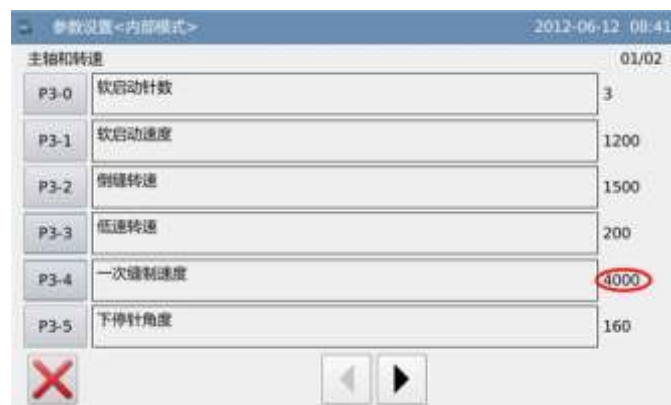 参数设置<内部模式> 2012-06-12 08:41
主轴和转速 01/02
P3-0 软启动针数 3
P3-1 软启动速度 1200
P3-2 倒缝转速 1500
P3-3 低速转速 200
P3-4 一次缝制速度 4000
P3-5 下停针角度 160